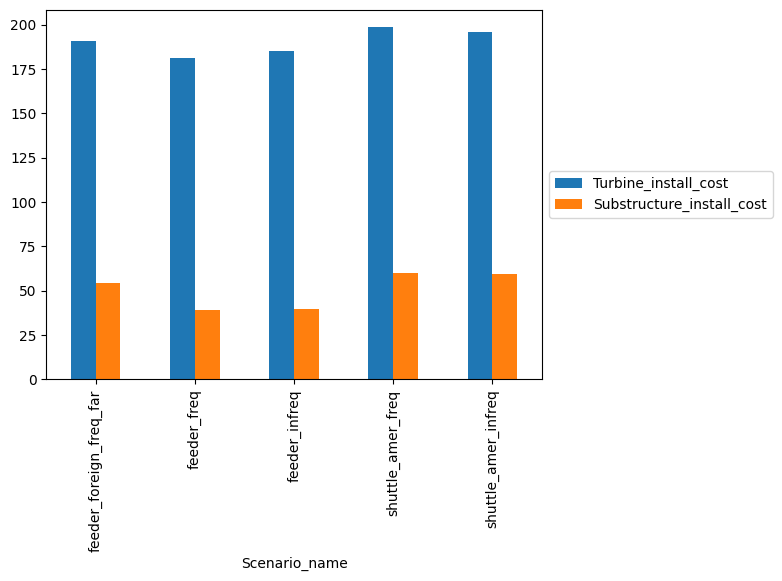 200
175
150
125
100
75
50
25
0
feeder_foreign_freq_far
feeder_freq
feeder_infreq
shuttle_amer_freq
shuttle_amer_infreq
Scenario_name
Turbine_install_cost
Substructure_install_cost